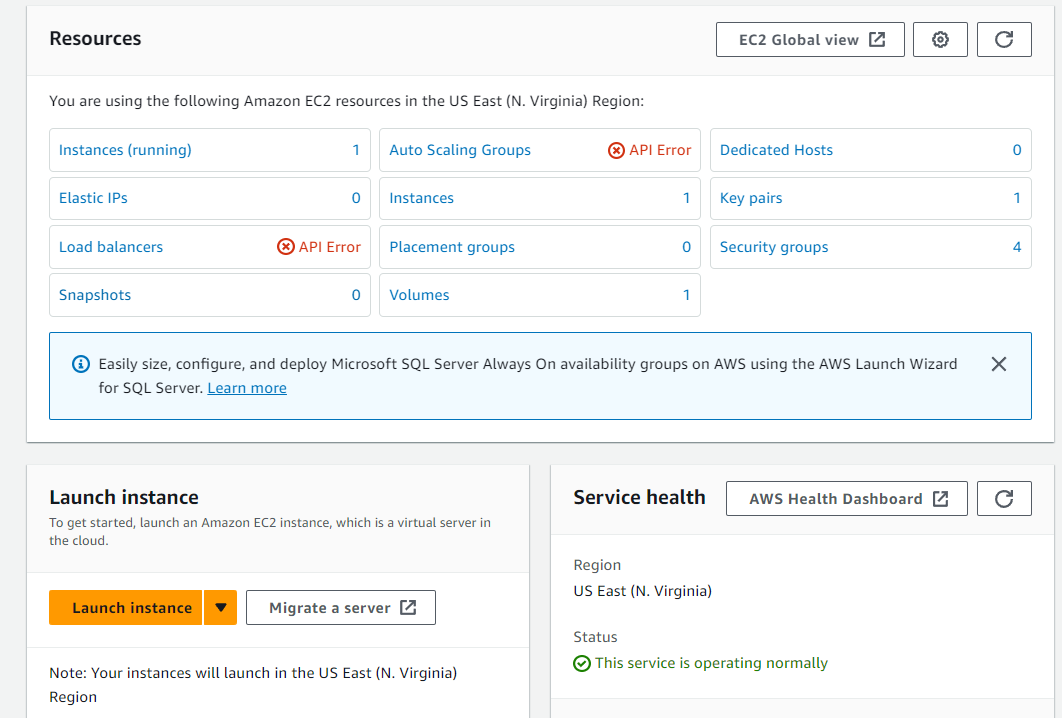 Resources
EC2 Global view
You are using the following Amazon EC2 resources in the US East (N. Virginia) Region:
Instances (running) 1
Auto Scaling Groups API Error
Dedicated Hosts 0
Elastic IPs 0
Instances 1
Key pairs 1
Load balancers API Error
Placement groups 0
Security groups 4
Snapshots 0
Volumes 1
Easily size, configure, and deploy Microsoft SQL Server Always On availability groups on AWS using the AWS Launch Wizard
for SQL Server. Learn more
Launch instance
To get started, launch an Amazon EC2 instance, which is a virtual server in
the cloud.
Launch instance
Migrate a server
Note: Your instances will launch in the US East (N. Virginia)
Region
Service health
AWS Health Dashboard
Region
US East (N. Virginia)
Status
This service is operating normally